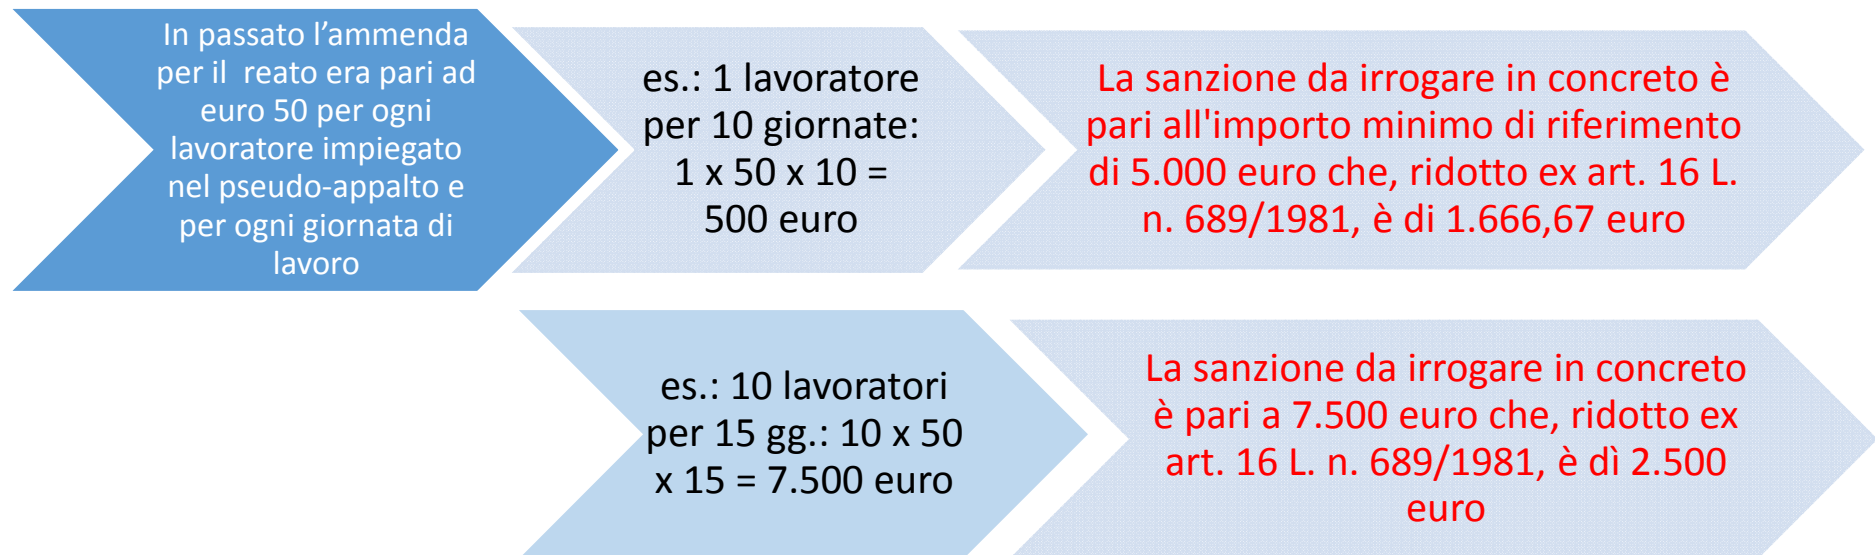 In passato l’ammenda
per il reato era pari ad
euro 50 per ogni
lavoratore impiegato
nel pseudo-appalto e
per ogni giornata di
lavoro
es.: 1 lavoratore
per 10 giornate:
1 x 50 x 10 =
500 euro
La sanzione da irrogare in concreto è
pari all'importo minimo di riferimento
di 5.000 euro che, ridotto ex art. 16 L.
n. 689/1981, è di 1.666,67 euro
es.: 10 lavoratori
per 15 gg.: 10 x 50
x 15 = 7.500 euro
La sanzione da irrogare in concreto
è pari a 7.500 euro che, ridotto ex
art. 16 L. n. 689/1981, è dì 2.500
euro